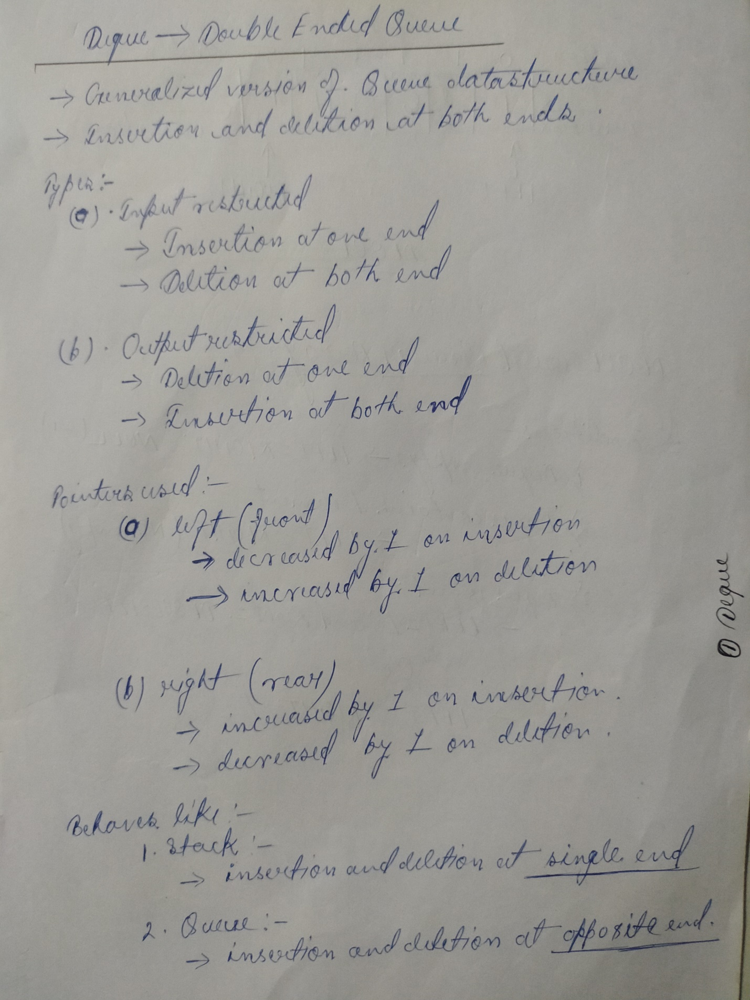 Deque → Double Ended Queue
→ Generalized version of. Queue datastructure
→ Insertion and deletion at both ends.
Types:-
(a). Input restricted
→ Insertion at one end
→ Deletion at both end
(b). Output restricted
→ Deletion at one end
→ Insertion at both end
Pointers used:-
(a) left (front)
→ decreased by. 1 on insertion
→ increased by. 1 on deletion
(b) right (rear)
→ increased by 1 on insertion.
→ decreased by 1 on deletion.
Behaves like:-
1. Stack:-
→ insertion and deletion at single end
2. Queue:-
→ insertion and deletion at opposite end.
① Deque